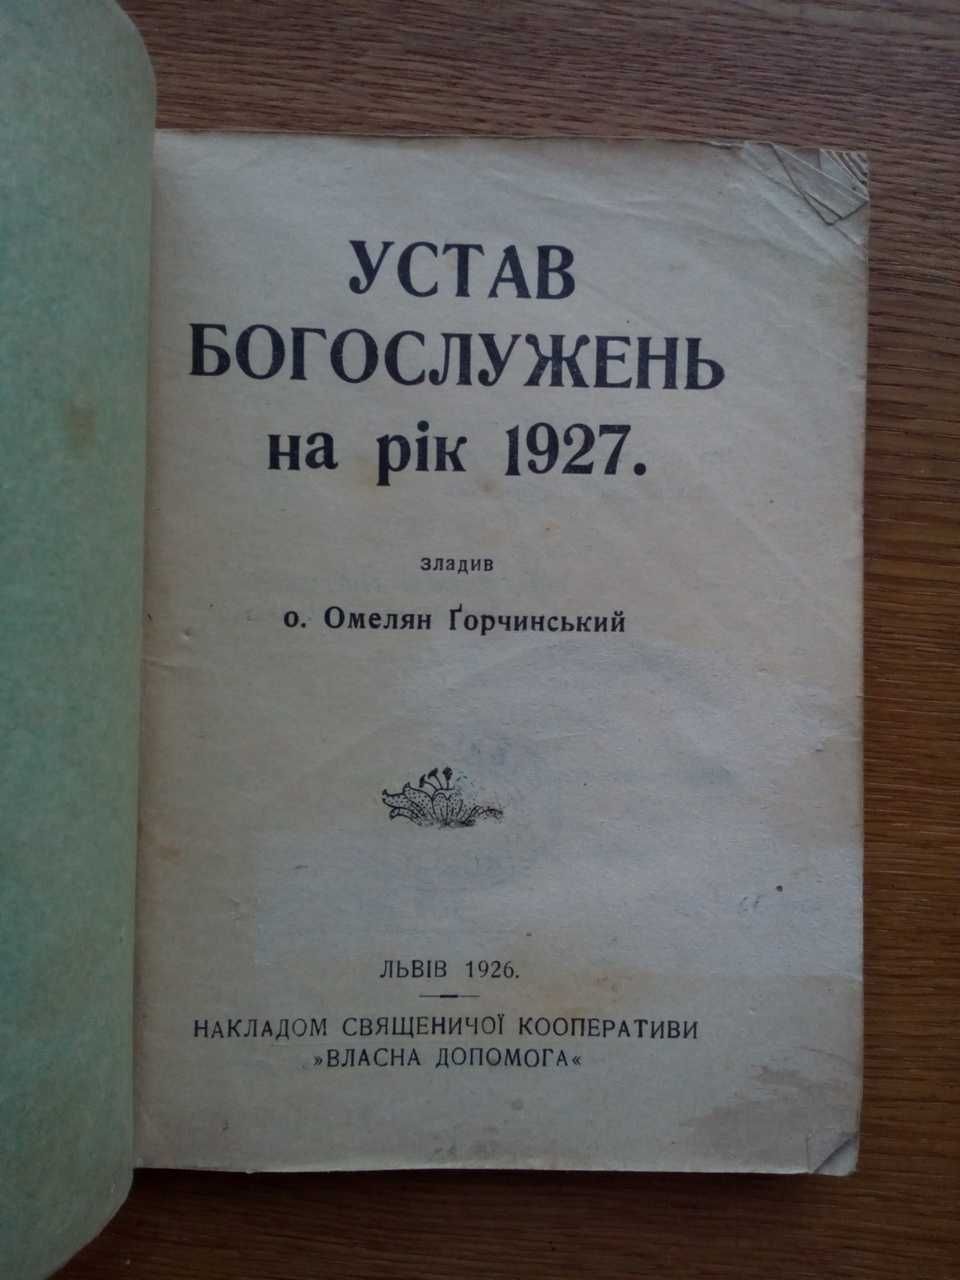 УСТАВ
БОГОСЛУЖЕНЬ
на рік 1927.
зладив
о. Омелян Ґорчинський
ЛЬВІВ 1926.
НАКЛАДОМ СВЯЩЕНИЧОЇ КООПЕРАТИВИ
»ВЛАСНА ДОПОМОГА«